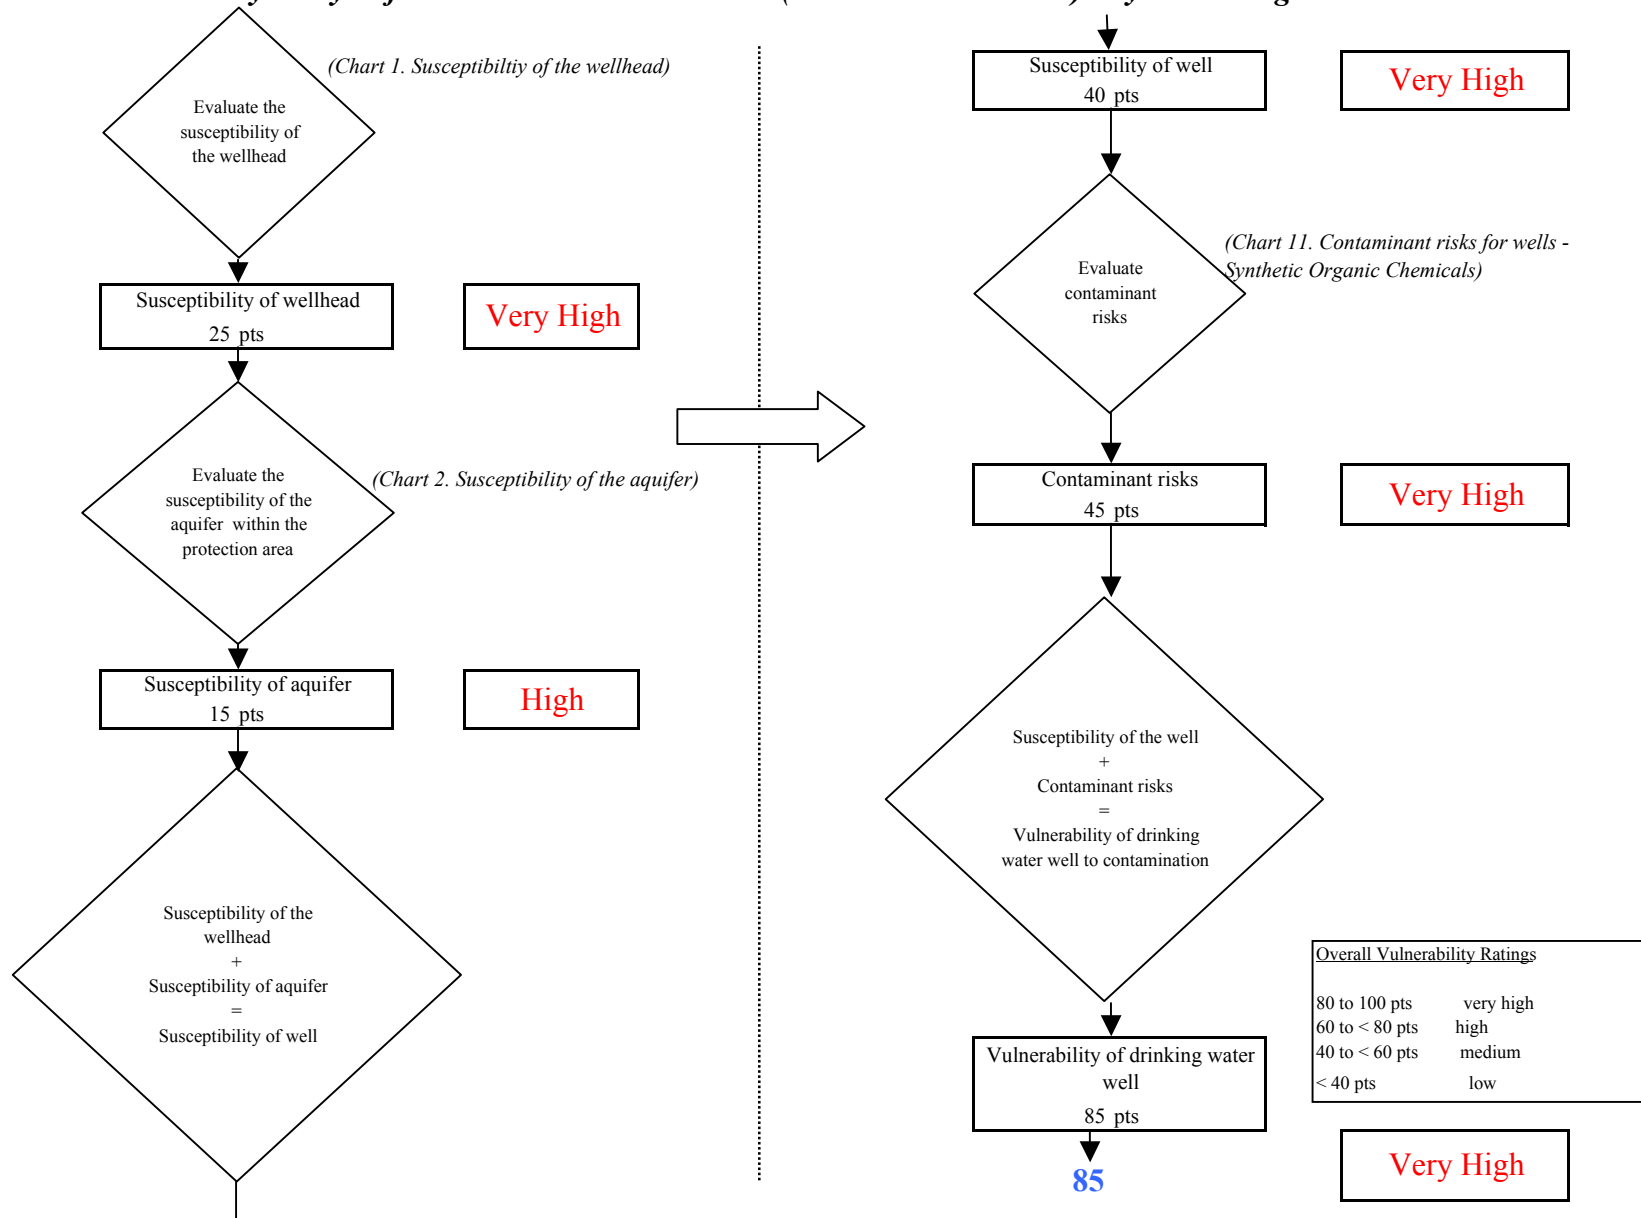 (Chart 1. Susceptibiltiy of the wellhead)
Evaluate the
susceptibility of
the wellhead
Susceptibility of wellhead
25 pts
Very High
Evaluate the
susceptibility of the
aquifer within the
protection area
(Chart 2. Susceptibility of the aquifer)
Susceptibility of aquifer
15 pts
High
Susceptibility of the
wellhead
+
Susceptibility of aquifer
=
Susceptibility of well
Susceptibility of well
40 pts
Very High
(Chart 11. Contaminant risks for wells -
Synthetic Organic Chemicals)
Evaluate
contaminant
risks
Contaminant risks
45 pts
Very High
Susceptibility of the well
+
Contaminant risks
=
Vulnerability of drinking
water well to contamination
Overall Vulnerability Ratings
80 to 100 pts very high
60 to < 80 pts high
40 to < 60 pts medium
< 40 pts low
Vulnerability of drinking water
well
85 pts
85
Very High